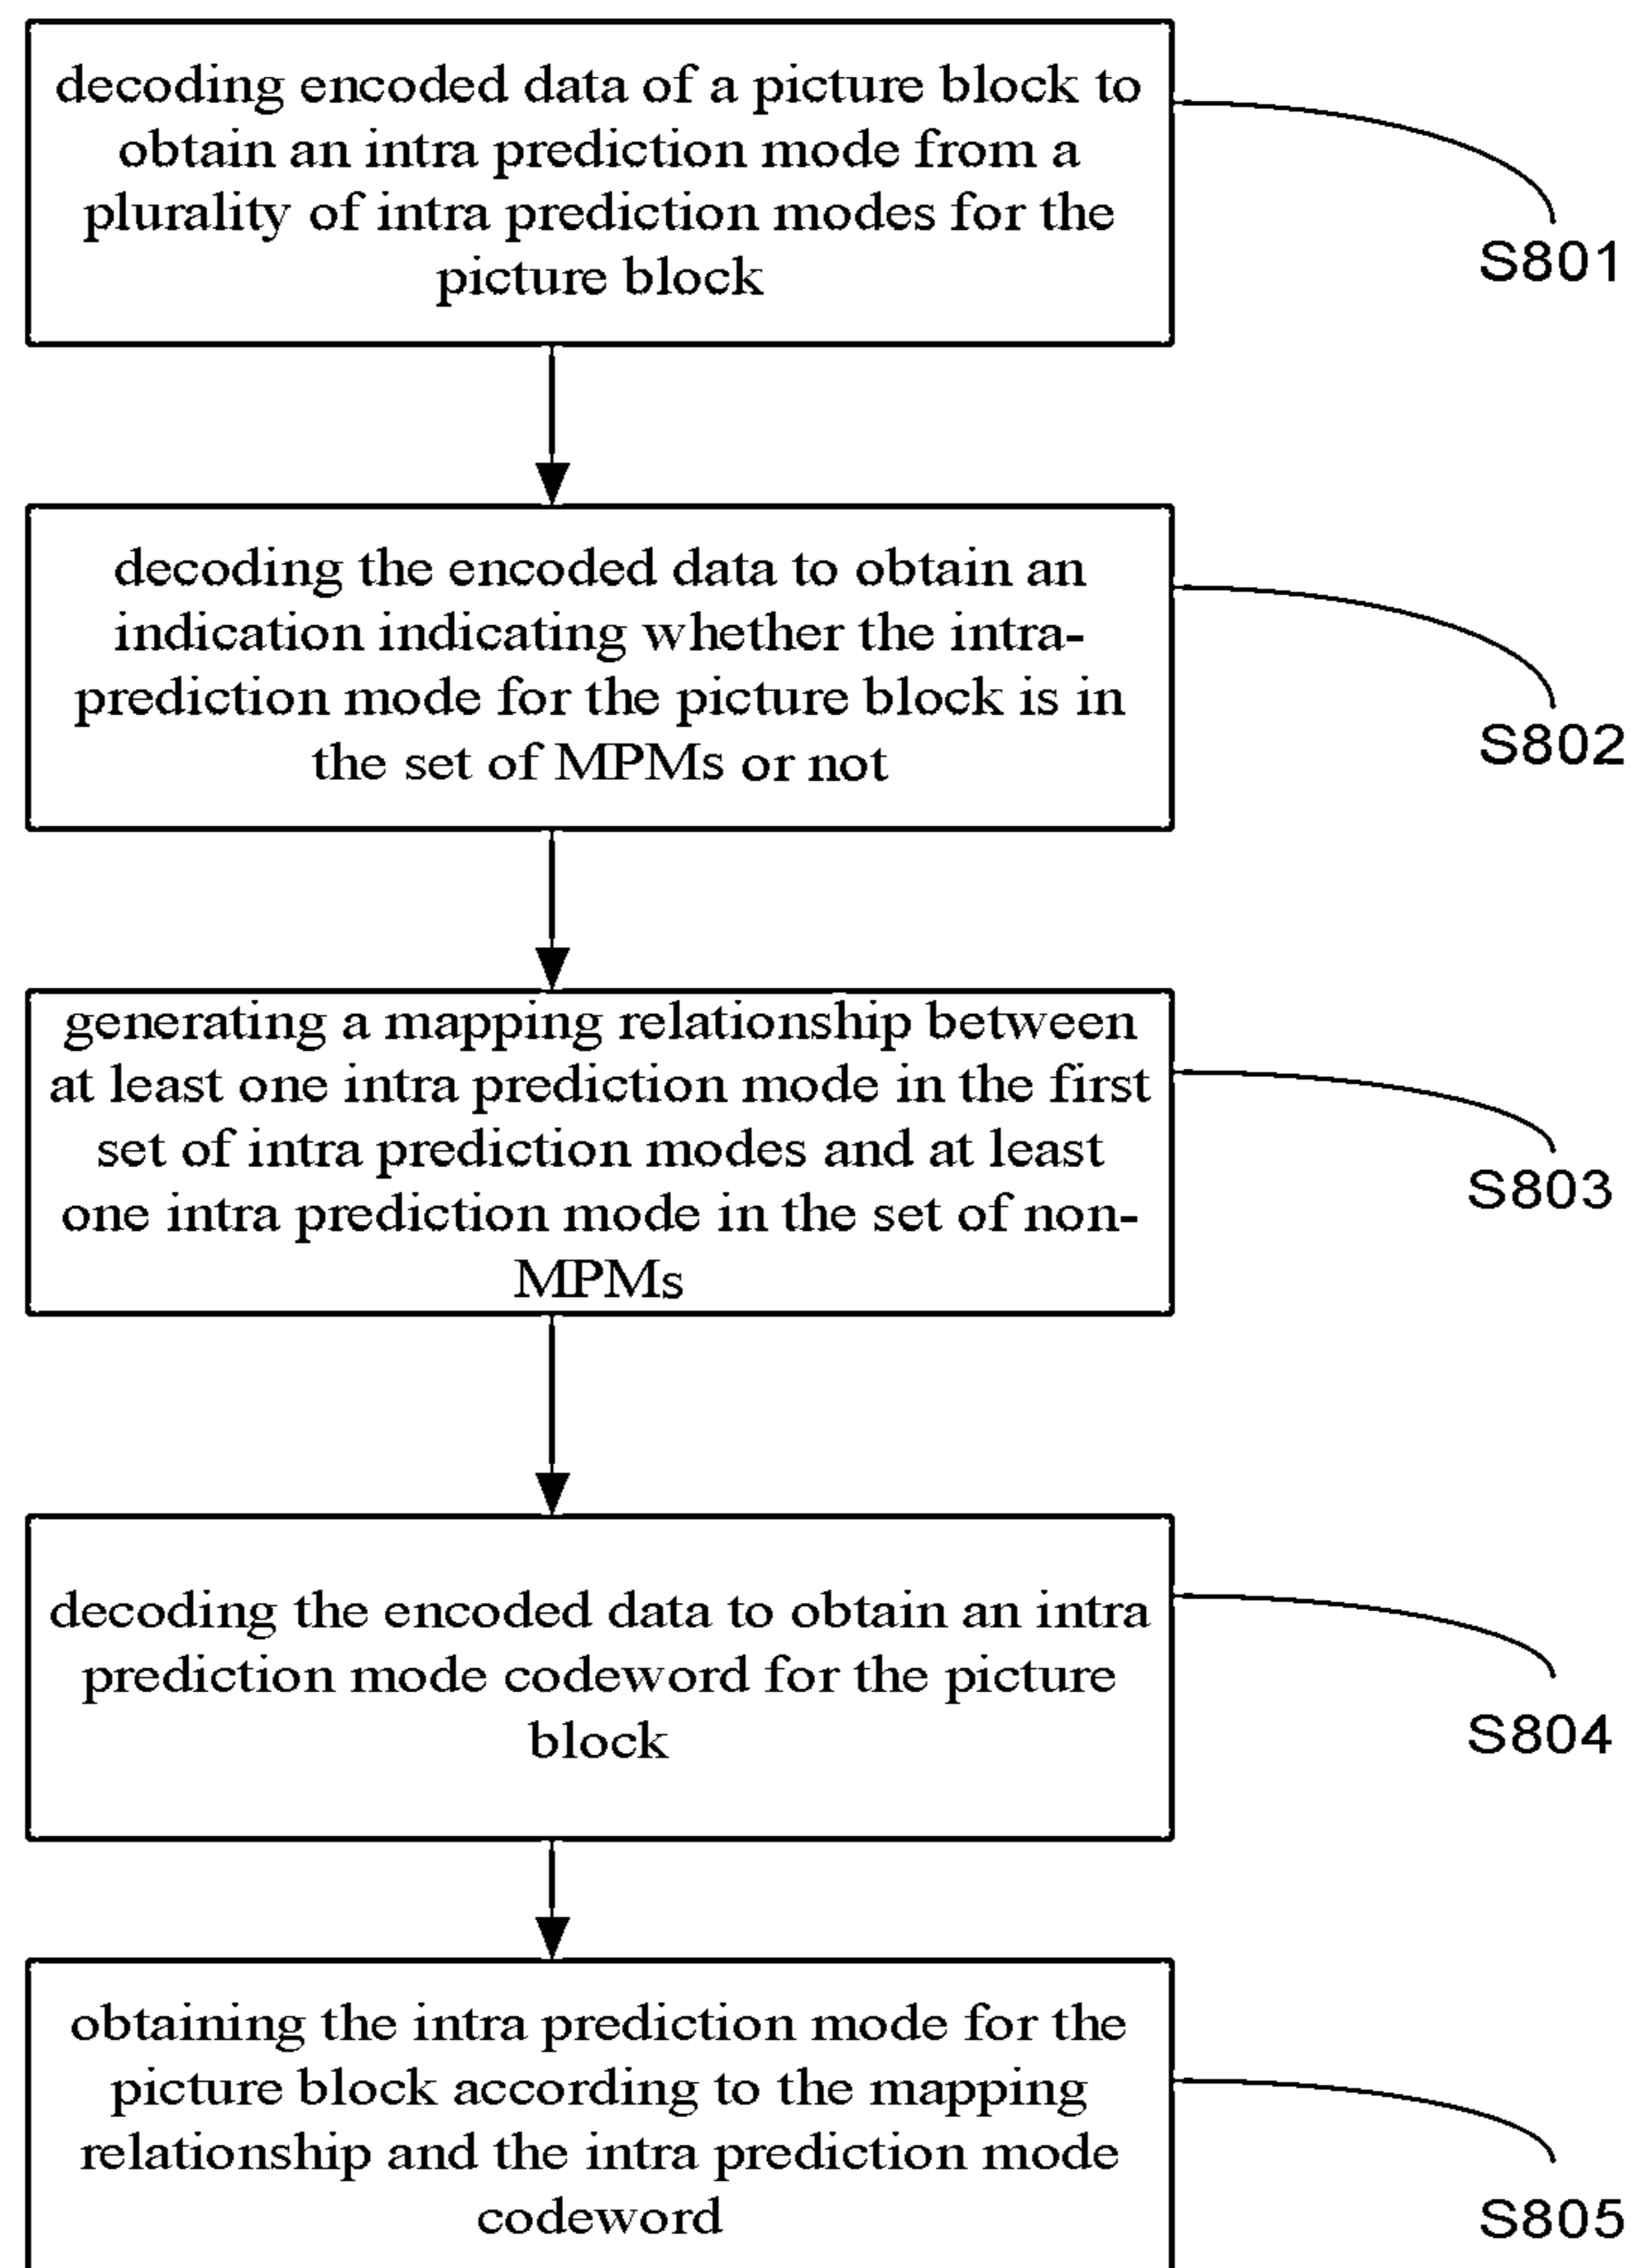 decoding encoded data of a picture block to
obtain an intra prediction mode from a
plurality of intra prediction modes for the
picture block
S801
decoding the encoded data to obtain an
indication indicating whether the intra-
prediction mode for the picture block is in
the set of MPMs or not
S802
generating a mapping relationship between
at least one intra prediction mode in the first
set of intra prediction modes and at least
one intra prediction mode in the set of non-
MPMs
S803
decoding the encoded data to obtain an intra
prediction mode codeword for the picture
block
S804
obtaining the intra prediction mode for the
picture block according to the mapping
relationship and the intra prediction mode
codeword
S805